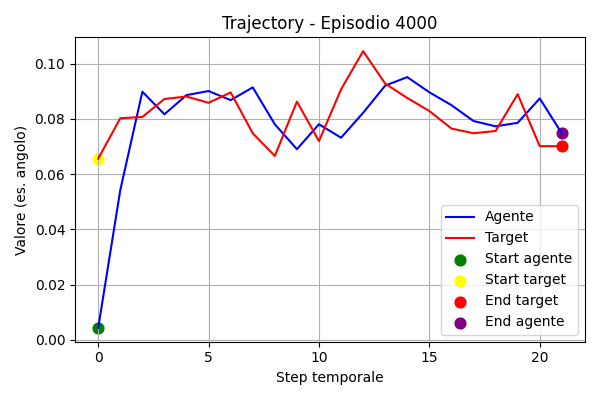 Trajectory - Episodio 4000
Valore (es. angolo)
0.10
0.08
0.06
0.04
0.02
0.00
Agente
Target
Start agente
Start target
End target
End agente
0 5 10 15 20
Step temporale